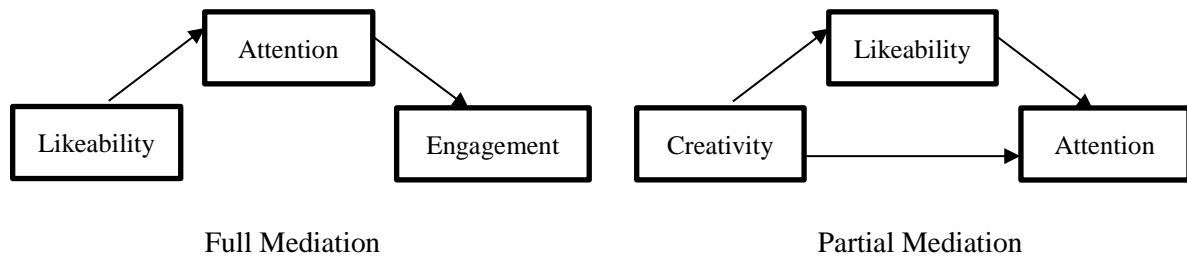 Attention
Likeability
Engagement
Full Mediation
Likeability
Creativity
Attention
Partial Mediation